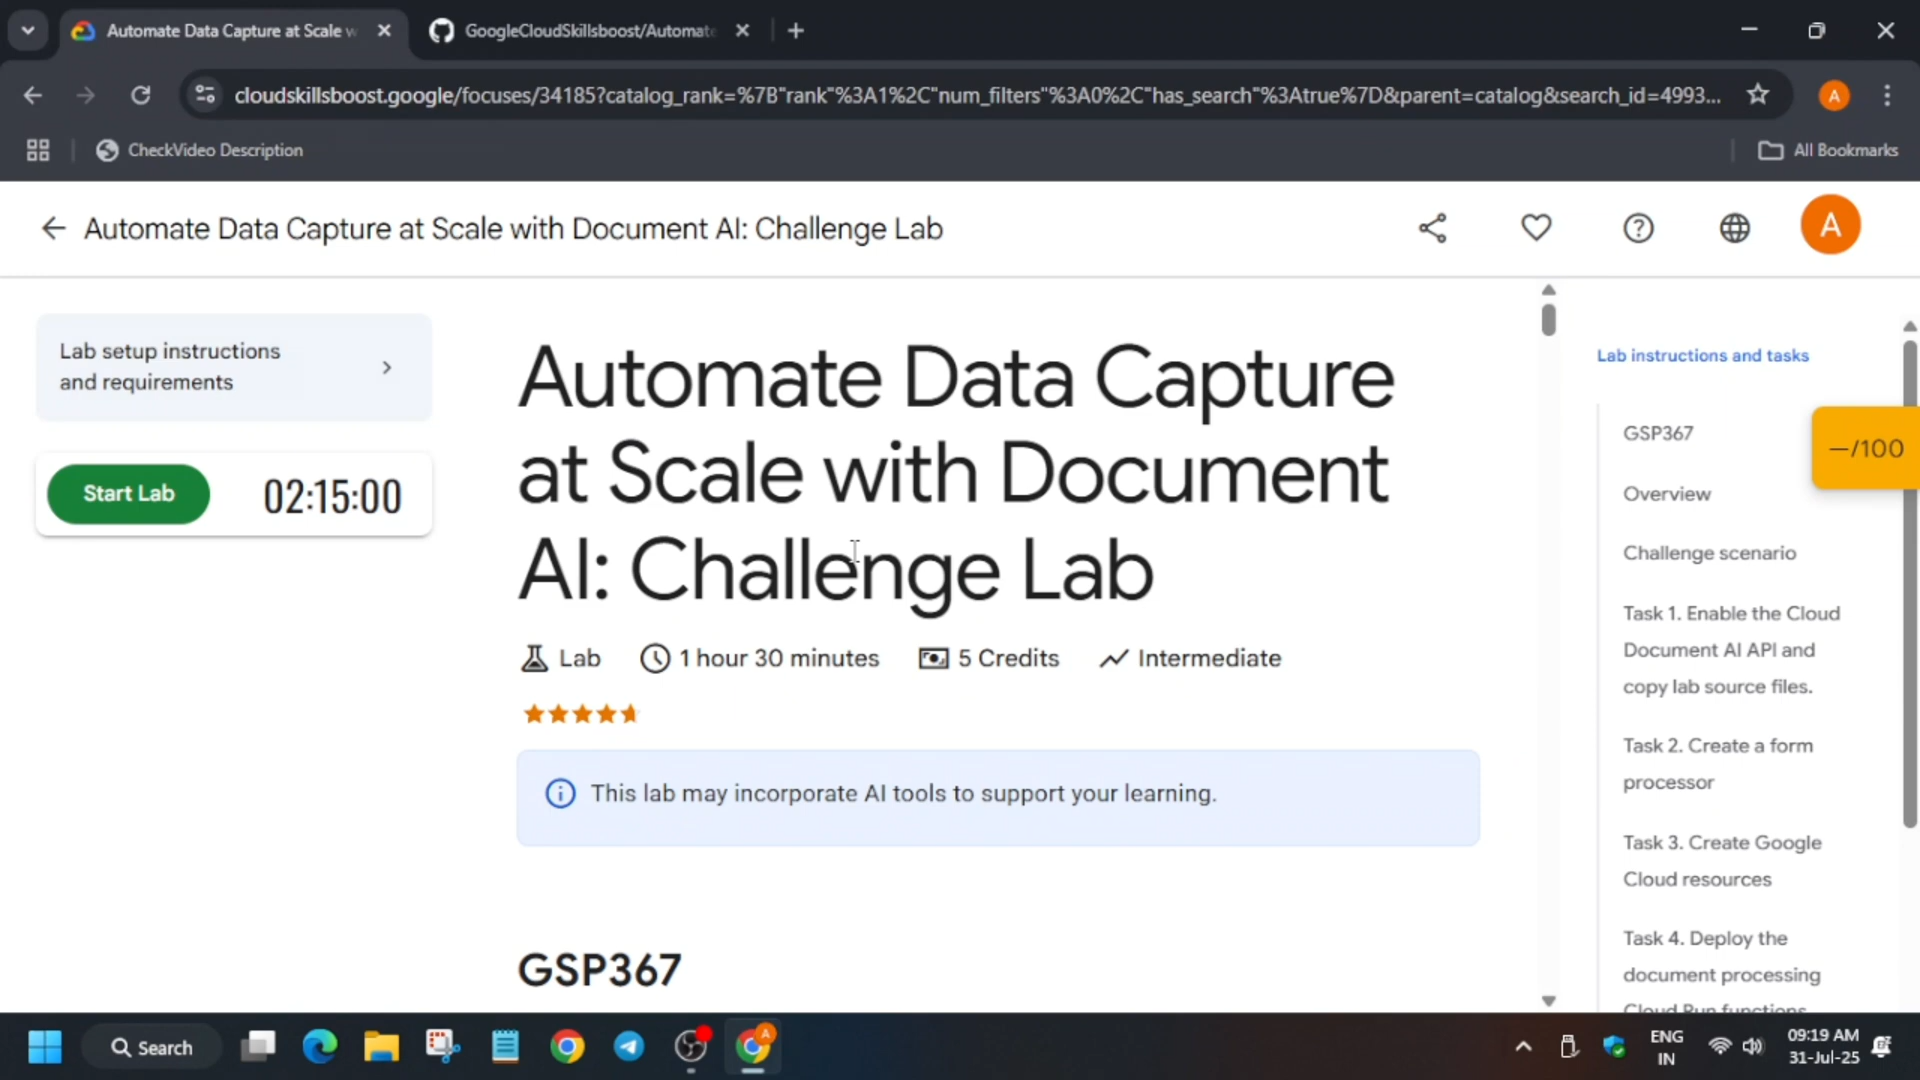 Automate Data Capture at Scale w
GoogleCloudSkillsboost/Automate
cloudskillsboost.google/focuses/34185?catalog_rank=%7B"rank"%3A1%2C"num_filters"%3A0%2C"has_search"%3Atrue%7D&parent=catalog&search_id=4993...
A
CheckVideo Description
All Bookmarks
Automate Data Capture at Scale with Document AI: Challenge Lab
A
Lab setup instructions
and requirements
Start Lab
02:15:00
Automate Data Capture
at Scale with Document
AI: Challenge Lab
Lab
1 hour 30 minutes
5 Credits
Intermediate
This lab may incorporate AI tools to support your learning.
GSP367
Lab instructions and tasks
GSP367
—/100
Overview
Challenge scenario
Task 1. Enable the Cloud
Document AI API and
copy lab source files.
Task 2. Create a form
processor
Task 3. Create Google
Cloud resources
Task 4. Deploy the
document processing
Cloud Run functions
Search
A
ENG
IN
09:19 AM
31-Jul-25